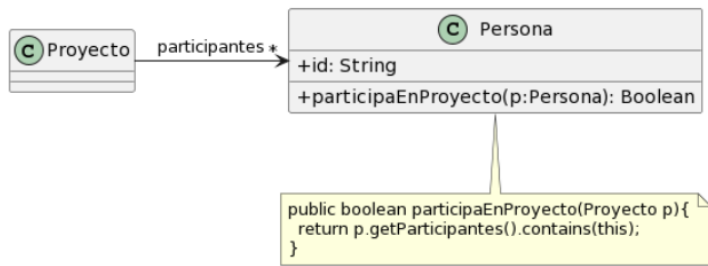 C Proyecto
participantes *
C Persona
+id: String
+participaEnProyecto(p:Persona): Boolean
public boolean participaEnProyecto(Proyecto p){
return p.getParticipantes().contains(this);
}